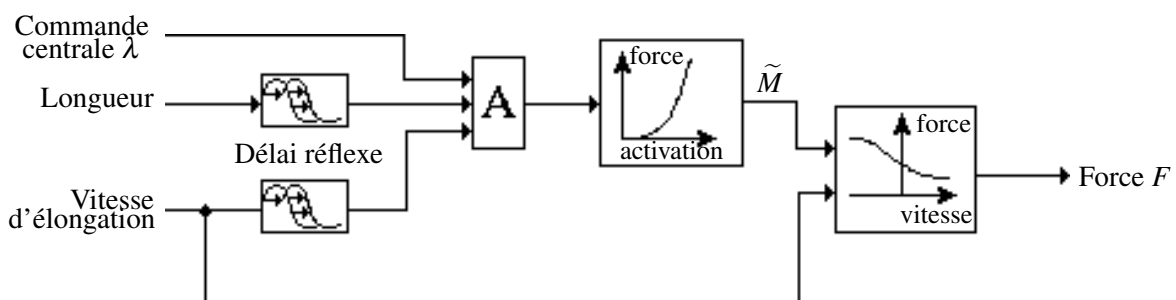 Commande
centrale λ
Longueur
Délai réflexe
Vitesse
d'élongation
A
force
activation
M̃
force
vitesse
Force F